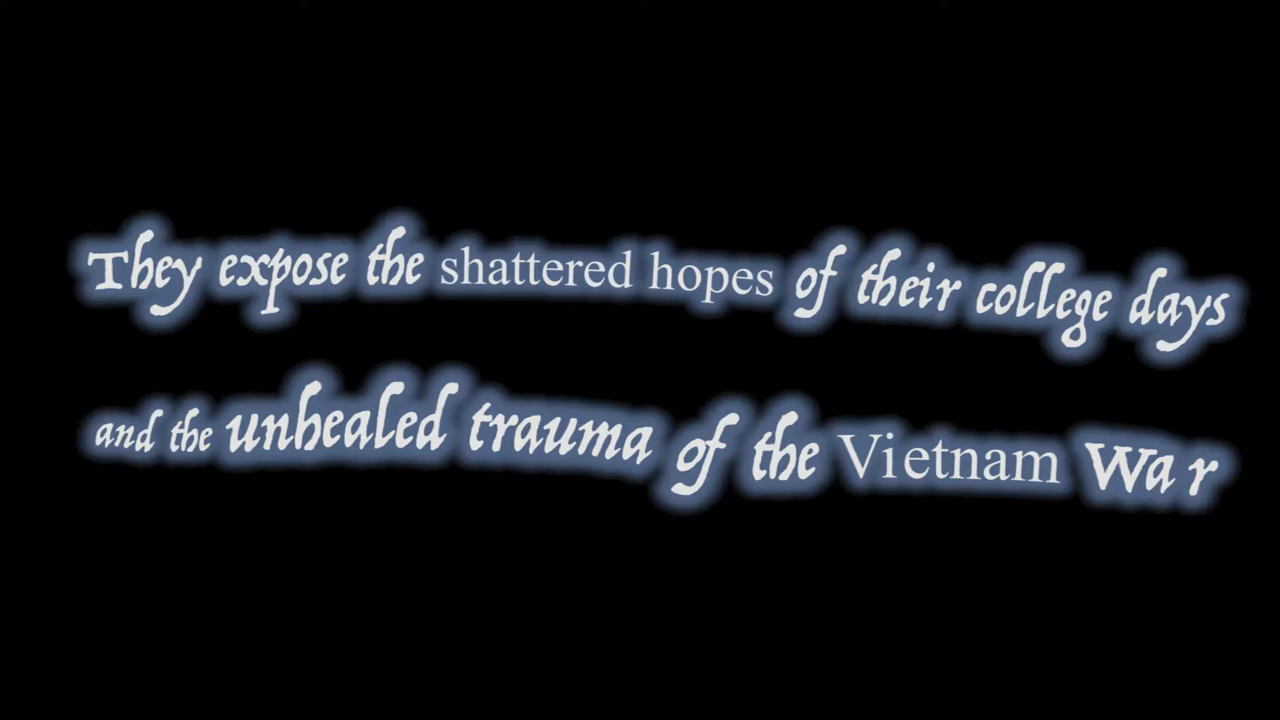 They expose the shattered hopes of their college days
and the unhealed trauma of the Vietnam War